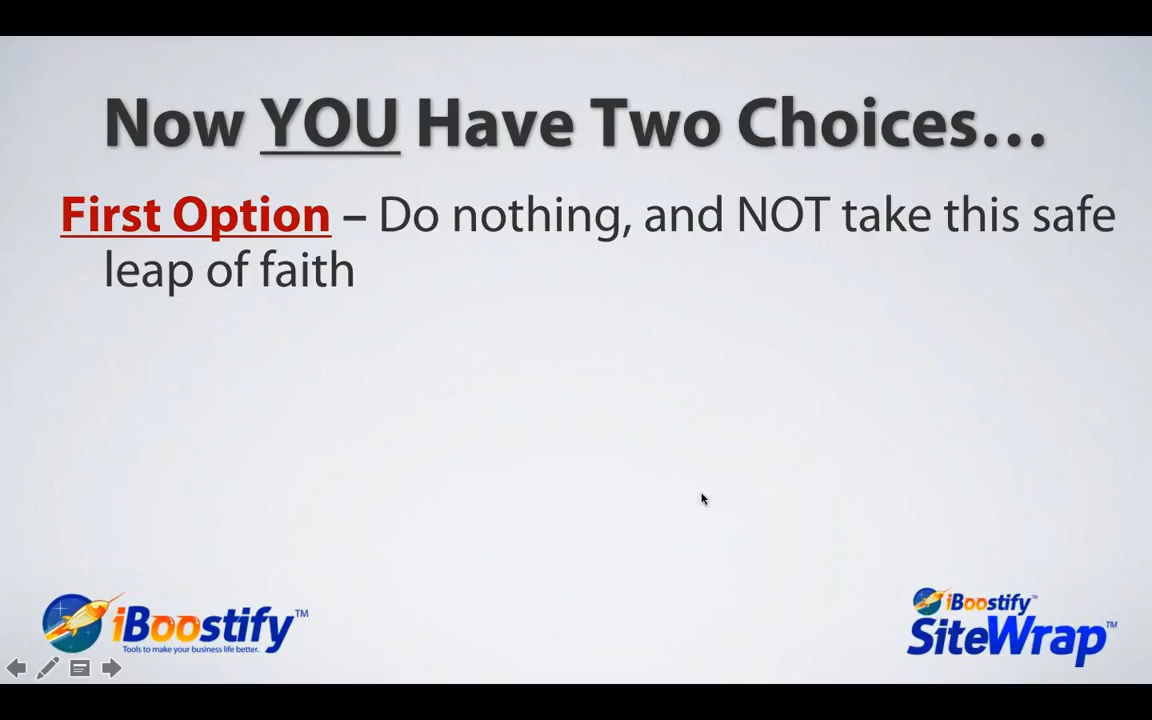 Now YOU Have Two Choices…
First Option – Do nothing, and NOT take this safe
leap of faith
iBoostify™
Tools to make your business life better.
iBoostify™
SiteWrap™